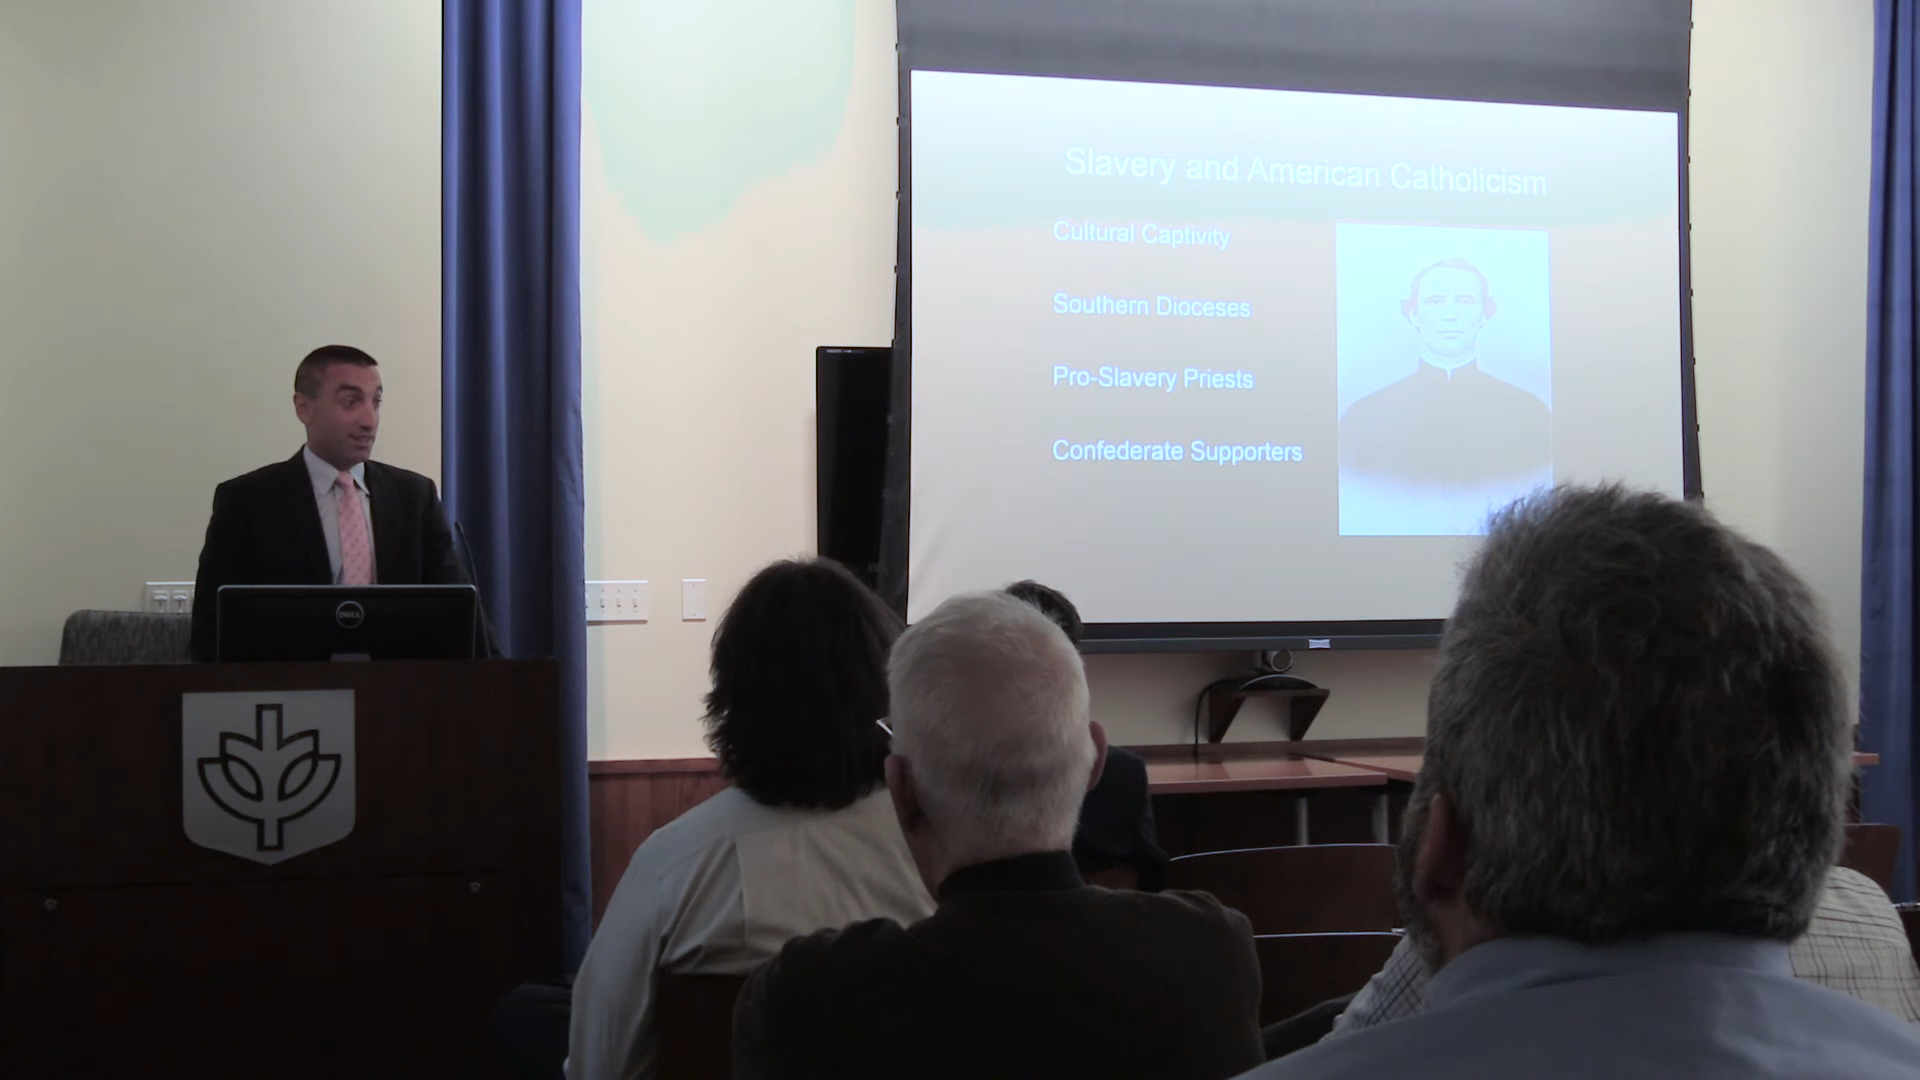 Slavery and American Catholicism
Cultural Captivity
Southern Dioceses
Pro-Slavery Priests
Confederate Supporters
DELL